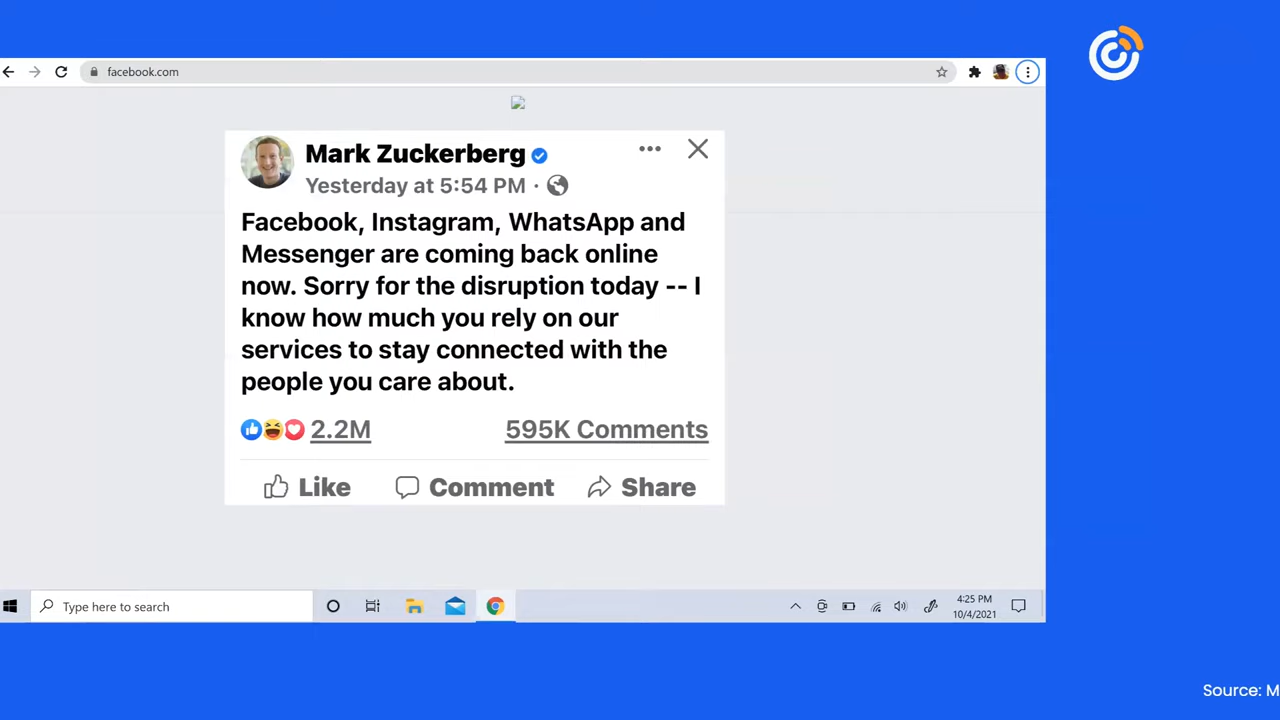 facebook.com
Mark Zuckerberg
Yesterday at 5:54 PM ·
Facebook, Instagram, WhatsApp and
Messenger are coming back online
now. Sorry for the disruption today -- I
know how much you rely on our
services to stay connected with the
people you care about.
2.2M 595K Comments
Like Comment Share
Type here to search
4:25 PM
10/4/2021
Source: M